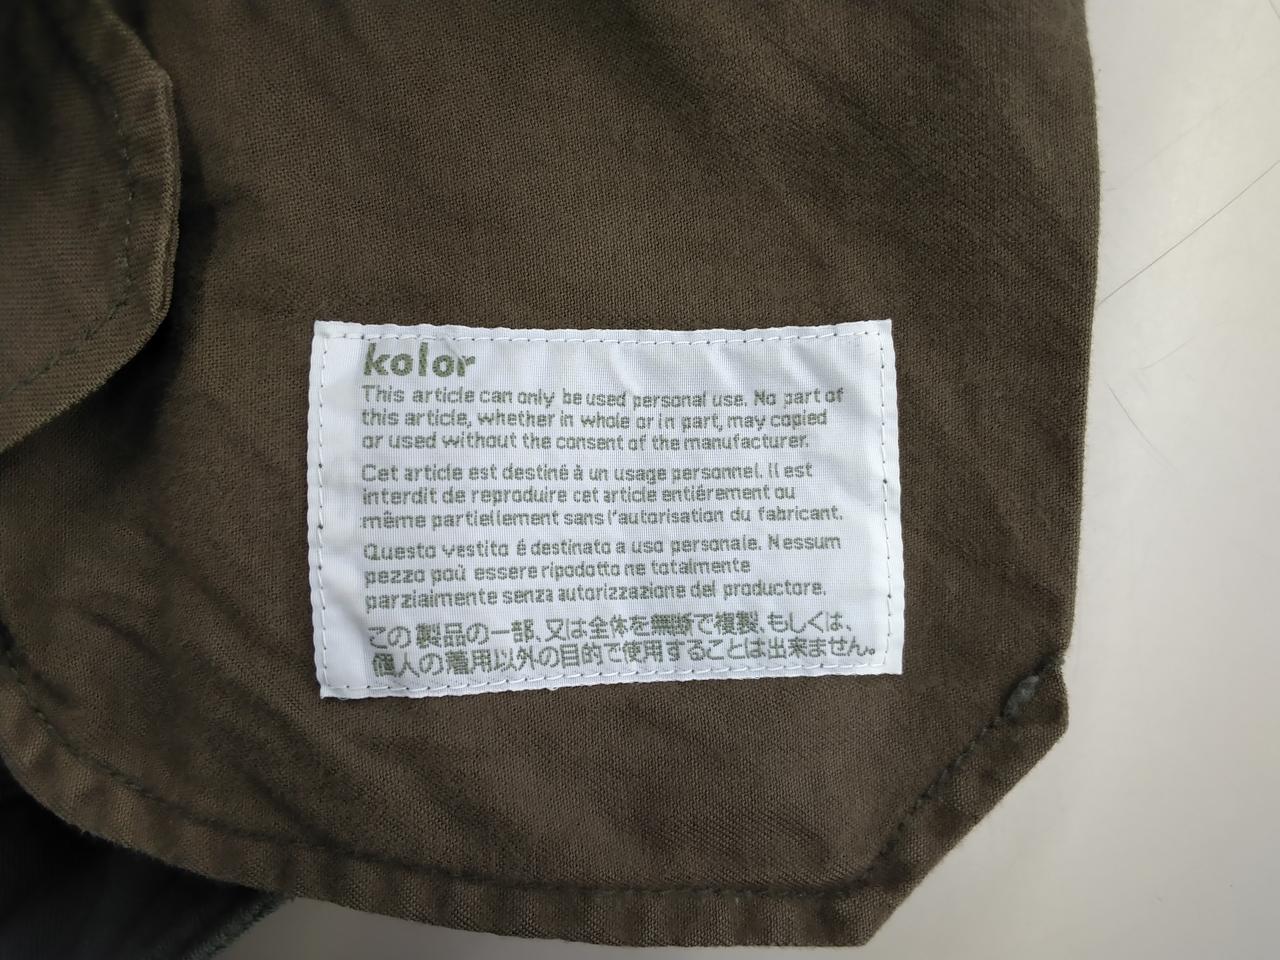 kolor
This article can only be used personal use. No part of
this article, whether in whole or in part, may copied
or used without the consent of the manufacturer.
Cet article est destiné à un usage personnel. Il est
interdit de reproduire cet article entiérement ou
même partiellement sans l'autorisation du fabricant.
Questo vestito é destinato a uso personale. Nessum
pezzo poù essere ripodotto ne totalmente
parzialmente senza autorizzazione del productore.
この製品の一部、又は全体を無断で複製、もしくは、
個人の着用以外の目的で使用することは出来ません。